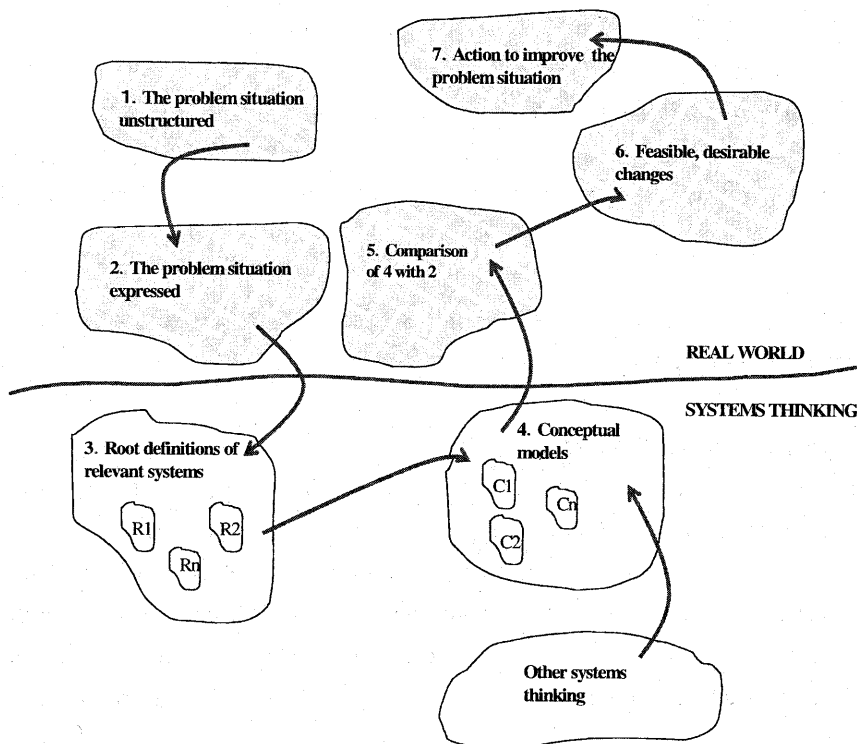 1. The problem situation
unstructured
2. The problem situation
expressed
3. Root definitions of
relevant systems
R1
R2
Rn
4. Conceptual
models
C1
Cn
C2
Other systems
thinking
5. Comparison
of 4 with 2
6. Feasible, desirable
changes
7. Action to improve the
problem situation
REAL WORLD
SYSTEMS THINKING